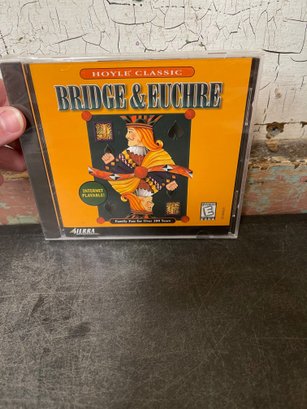 HOYLE CLASSIC
BRIDGE & EUCHRE
INTERNET
PLAYABLE!
SIERRA
Family Fun for Over 200 Years
E